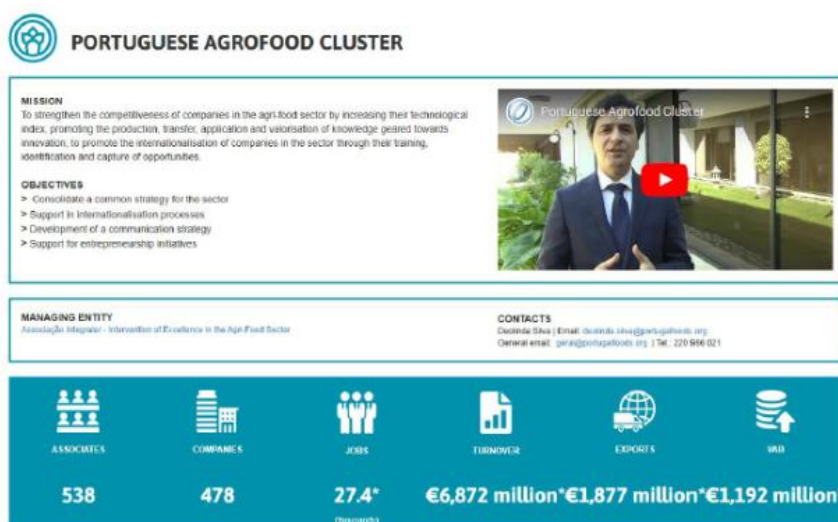 PORTUGUESE AGROFOOD CLUSTER
MISSION
To strengthen the competitiveness of companies in the agri-food sector by increasing their technological
index, promoting the production, transfer, application and valorisation of knowledge geared towards
innovation, to promote the internationalisation of companies in the sector through their training,
identification and capture of opportunities.
OBJECTIVES
> Consolidate a common strategy for the sector
> Support in internationalisation processes
> Development of a communication strategy
> Support for entrepreneurship initiatives
Portuguese Agrofood Cluster
MANAGING ENTITY
Associação Integralar - Intervention of Excellence in the Agri-Food Sector
CONTACTS
Deolinda Silva | Email: deolinda.silva@portugalfoods.org
General email: geral@portugalfoods.org | Tel.: 220 966 021
ASSOCIATES
COMPANIES
JOBS
TURNOVER
EXPORTS
VAB
538
478
27.4*
(thousands)
€6,872 million*
€1,877 million*
€1,192 million